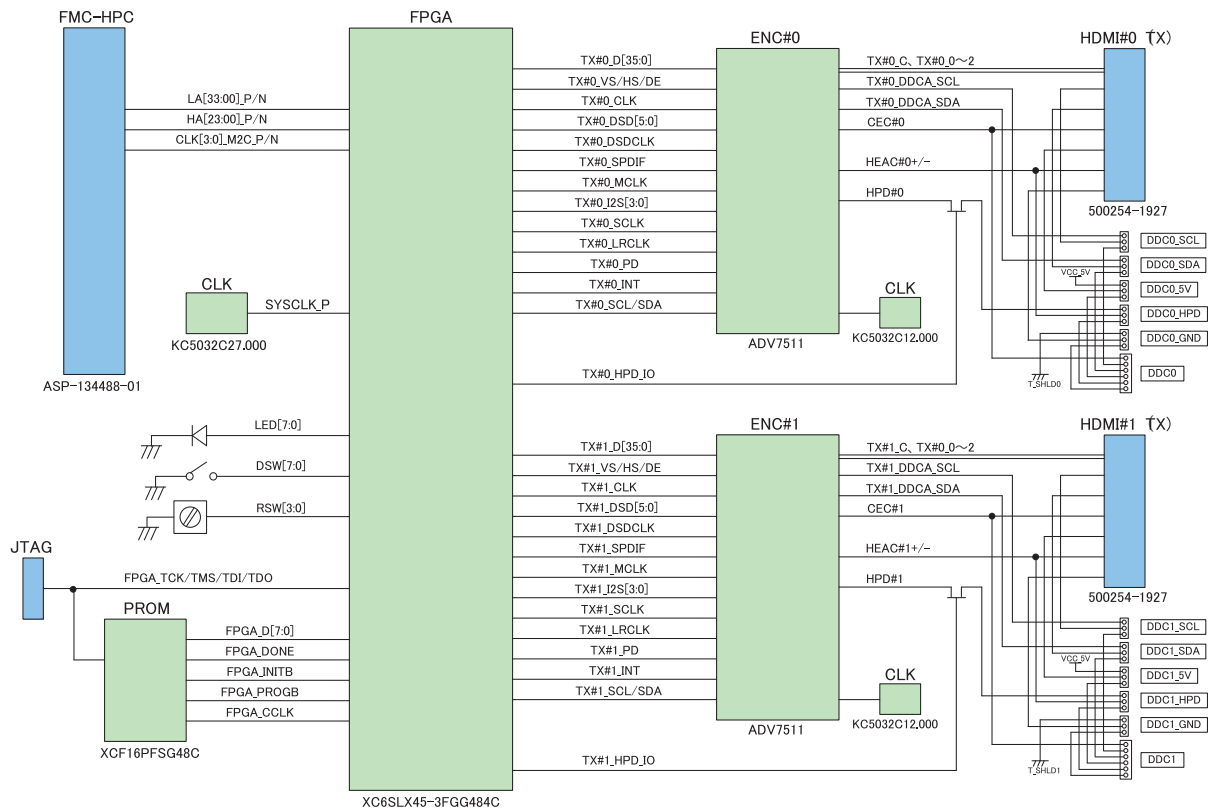 FMC-HPC
LA[33:00]_P/N
HA[23:00]_P/N
CLK[3:0]_M2C_P/N
ASP-134488-01
CLK
SYSCLK_P
KC5032C27.000
LED[7:0]
DSW[7:0]
RSW[3:0]
JTAG
FPGA_TCK/TMS/TDI/TDO
PROM
FPGA_D[7:0]
FPGA_DONE
FPGA_INITB
FPGA_PROGB
FPGA_CCLK
XCF16PFSG48C
FPGA
XC6SLX45-3FGG484C
TX#0_D[35:0]
TX#0_VS/HS/DE
TX#0_CLK
TX#0_DSD[5:0]
TX#0_DSDCLK
TX#0_SPDIF
TX#0_MCLK
TX#0_I2S[3:0]
TX#0_SCLK
TX#0_LRCLK
TX#0_PD
TX#0_INT
TX#0_SCL/SDA
TX#0_HPD_IO
ENC#0
ADV7511
TX#0_C、TX#0_0～2
TX#0_DDCA_SCL
TX#0_DDCA_SDA
CEC#0
HEAC#0+/-
HPD#0
CLK
KC5032C12.000
HDMI#0 (TX)
500254-1927
DDC0_SCL
DDC0_SDA
VCC_5V
DDC0_5V
DDC0_HPD
DDC0_GND
T_SHLD0
DDC0
TX#1_D[35:0]
TX#1_VS/HS/DE
TX#1_CLK
TX#1_DSD[5:0]
TX#1_DSDCLK
TX#1_SPDIF
TX#1_MCLK
TX#1_I2S[3:0]
TX#1_SCLK
TX#1_LRCLK
TX#1_PD
TX#1_INT
TX#1_SCL/SDA
TX#1_HPD_IO
ENC#1
ADV7511
TX#1_C、TX#0_0～2
TX#1_DDCA_SCL
TX#1_DDCA_SDA
CEC#1
HEAC#1+/-
HPD#1
CLK
KC5032C12.000
HDMI#1 (TX)
500254-1927
DDC1_SCL
DDC1_SDA
VCC_5V
DDC1_5V
DDC1_HPD
DDC1_GND
T_SHLD1
DDC1